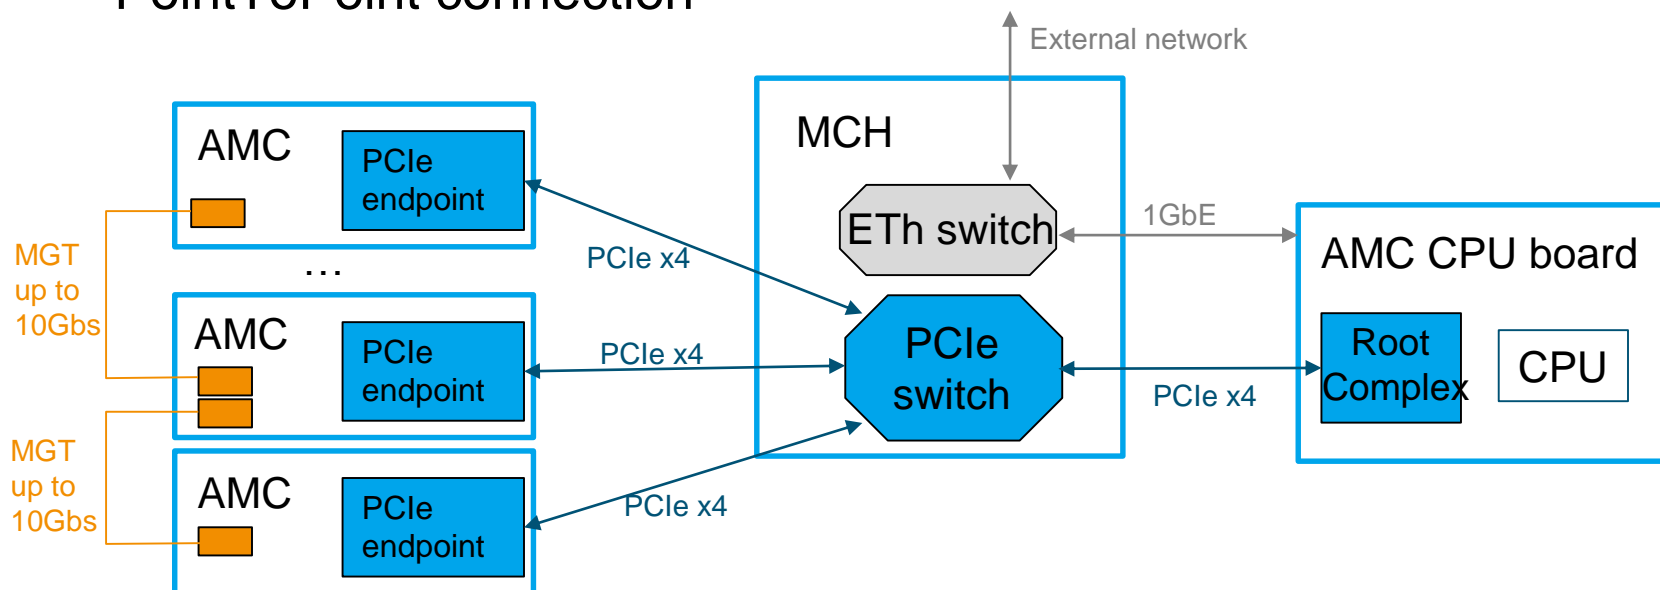 PointToPoint connection
External network
AMC
PCIe
endpoint
MCH
ETh switch
1GbE
AMC CPU board
MGT
up to
10Gbs
...
PCIe x4
AMC
PCIe
endpoint
PCIe x4
PCIe
switch
PCIe x4
Root
Complex
CPU
MGT
up to
10Gbs
AMC
PCIe
endpoint
PCIe x4